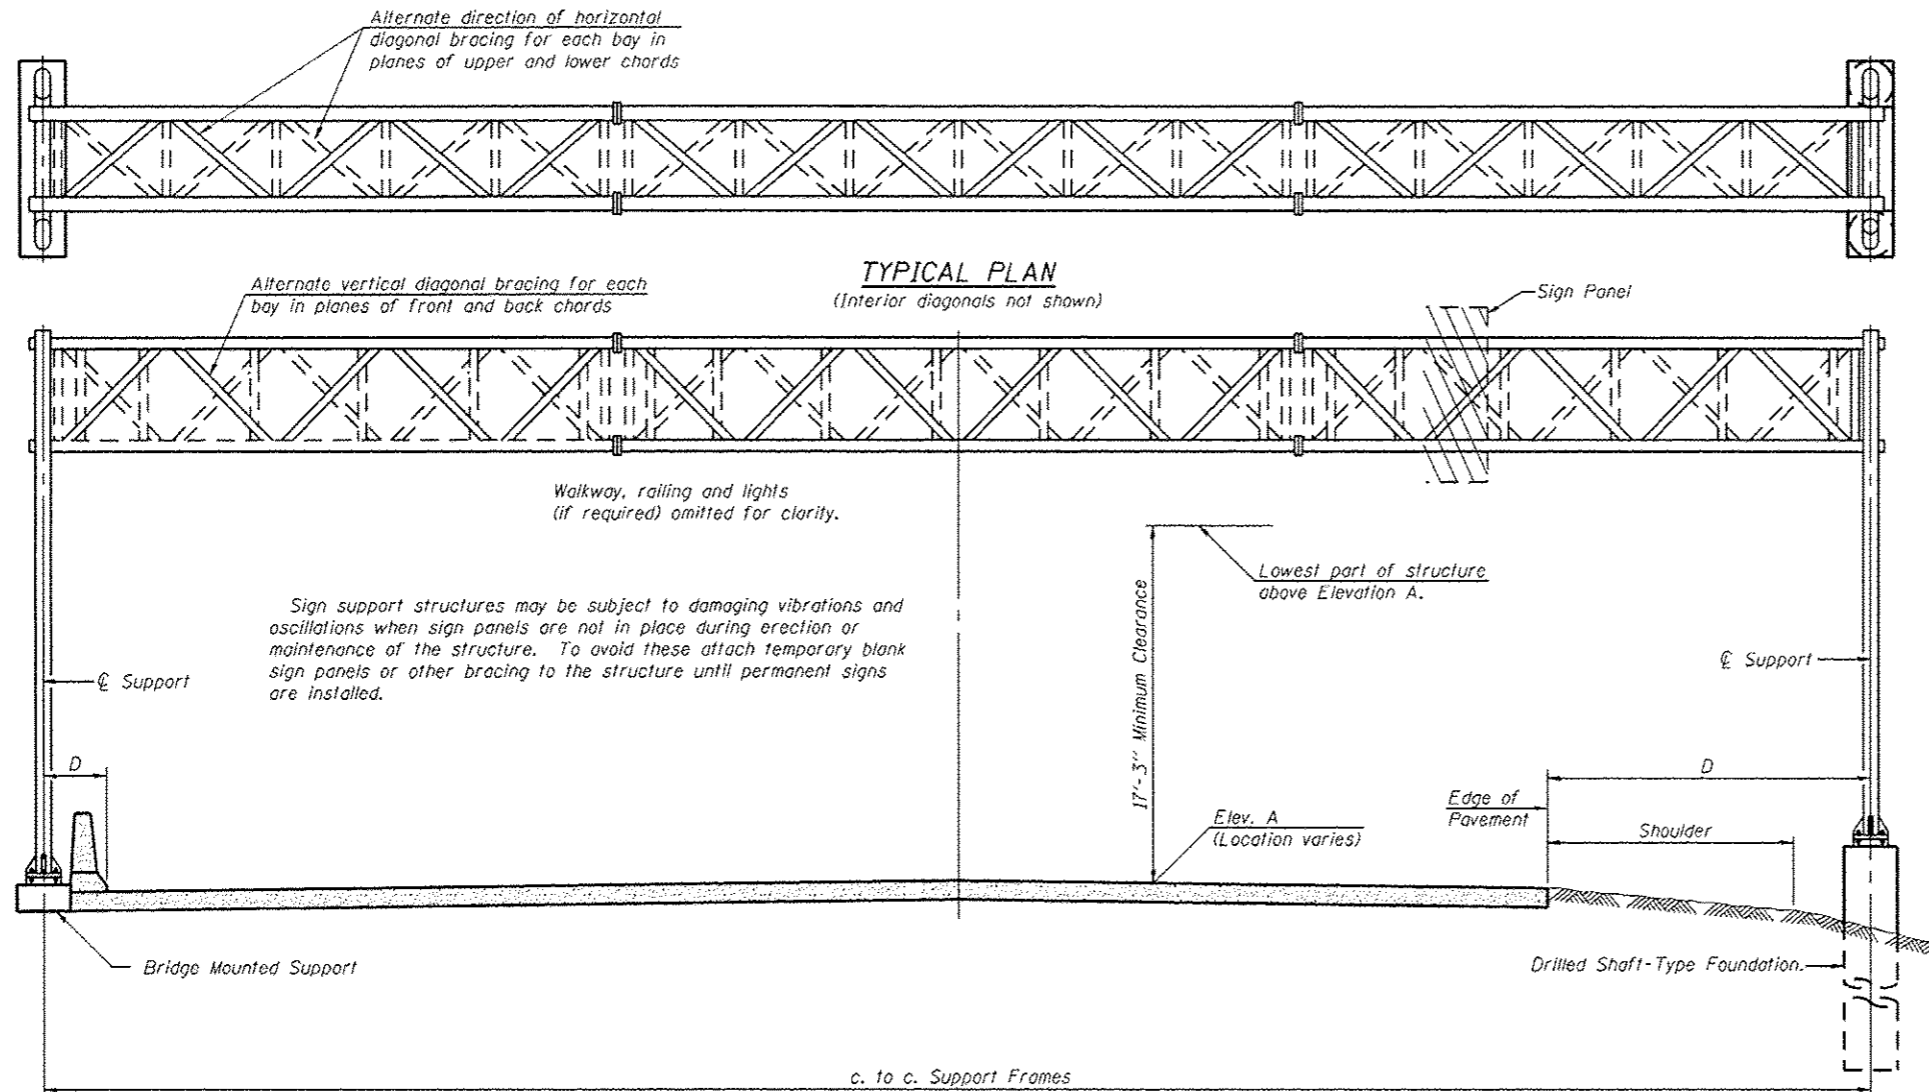 Alternate direction of horizontal
diagonal bracing for each bay in
planes of upper and lower chords
TYPICAL PLAN
(Interior diagonals not shown)
Alternate vertical diagonal bracing for each
bay in planes of front and back chords
Sign Panel
Walkway, railing and lights
(if required) omitted for clarity.
Lowest part of structure
above Elevation A.
17'-3" Minimum Clearance
Sign support structures may be subject to damaging vibrations and
oscillations when sign panels are not in place during erection or
maintenance of the structure. To avoid these attach temporary blank
sign panels or other bracing to the structure until permanent signs
are installed.
℄ Support
℄ Support
D
D
Edge of
Pavement
Shoulder
Elev. A
(Location varies)
Bridge Mounted Support
Drilled Shaft-Type Foundation.
c. to c. Support Frames